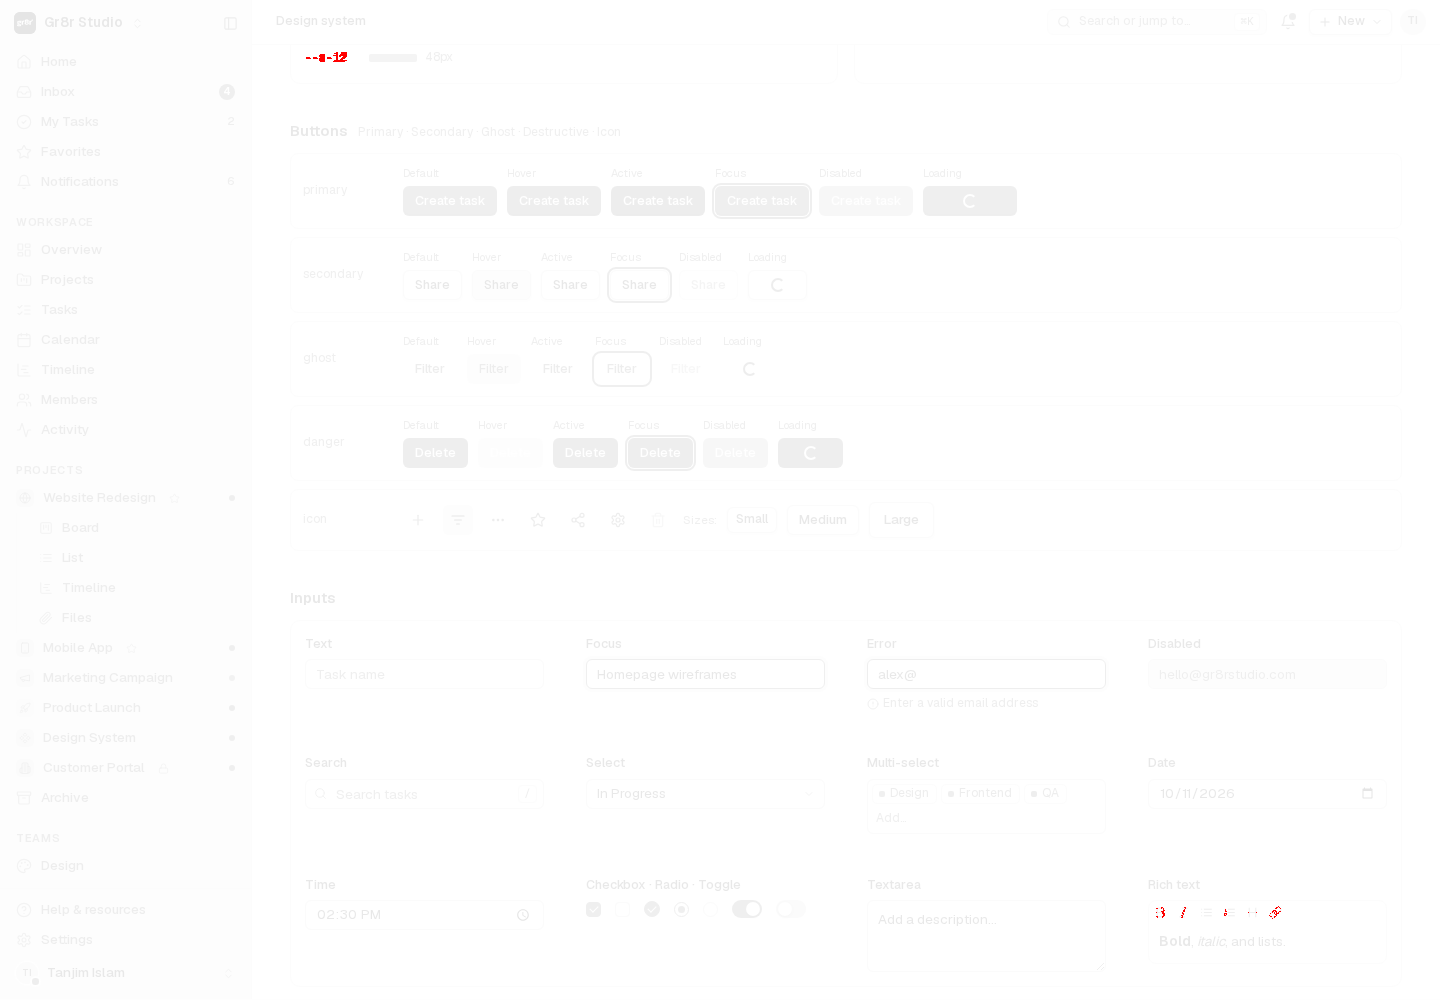 Gr8r Studio
Design system
Search or jump to...
⌘K
New
TI
Home
Inbox 4
My Tasks 2
Favorites
Notifications 6
WORKSPACE
Overview
Projects
Tasks
Calendar
Timeline
Members
Activity
PROJECTS
Website Redesign
Board
List
Timeline
Files
Mobile App
Marketing Campaign
Product Launch
Design System
Customer Portal
Archive
TEAMS
Design
Help & resources
Settings
TI Tanjim Islam
48px
Buttons Primary · Secondary · Ghost · Destructive · Icon
Default Hover Active Focus Disabled Loading
primary Create task Create task Create task Create task Create task
Default Hover Active Focus Disabled Loading
secondary Share Share Share Share Share
Default Hover Active Focus Disabled Loading
ghost Filter Filter Filter Filter Filter
Default Hover Active Focus Disabled Loading
danger Delete Delete Delete Delete
icon Sizes: Small Medium Large
Inputs
Text Focus Error Disabled
Task name Homepage wireframes alex@ hello@gr8rstudio.com
Enter a valid email address
Search Select Multi-select Date
Search tasks / In Progress Design Frontend QA 10/11/2026
Add...
Time Checkbox · Radio · Toggle Textarea Rich text
02:30 PM Add a description... B I
Bold, italic, and lists.